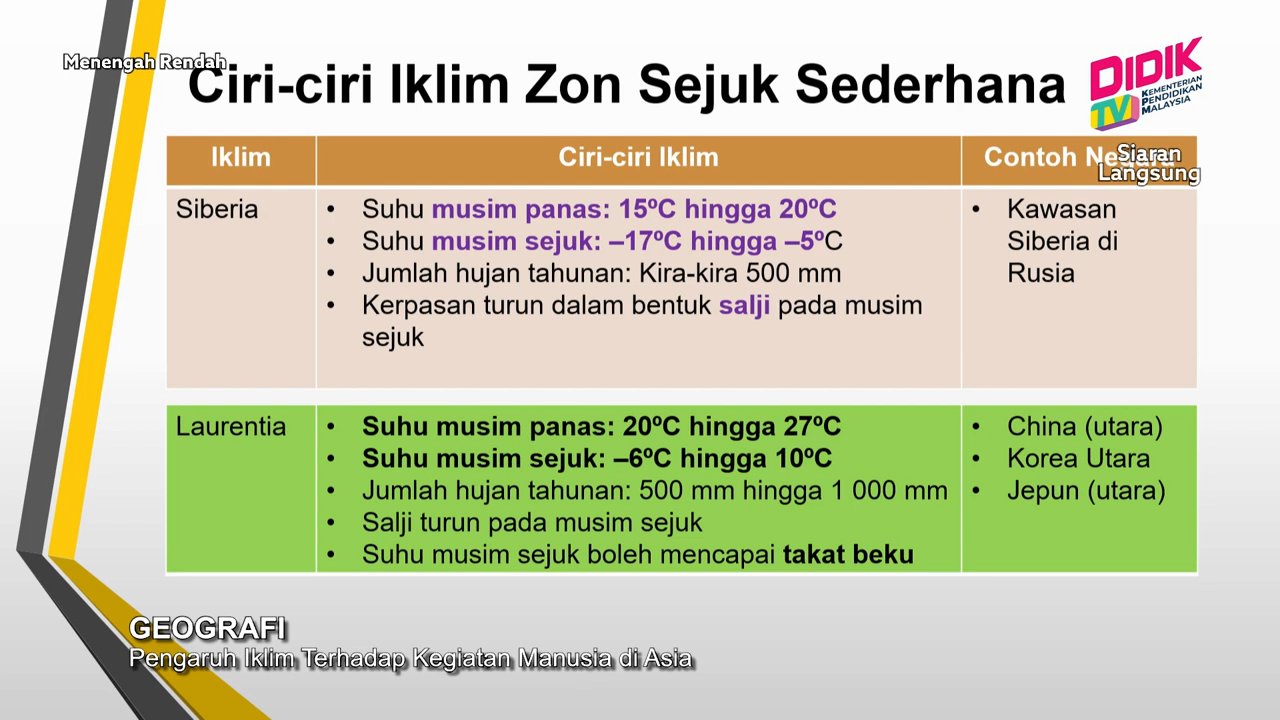 Menengah Rendah
Ciri-ciri Iklim Zon Sejuk Sederhana
DIDIK
TV
KEMENTERIAN
PENDIDIKAN
MALAYSIA
Siaran
Langsung
Iklim
Ciri-ciri Iklim
Contoh Negara
Siberia
• Suhu musim panas: 15ºC hingga 20ºC
• Suhu musim sejuk: –17ºC hingga –5ºC
• Jumlah hujan tahunan: Kira-kira 500 mm
• Kerpasan turun dalam bentuk salji pada musim
sejuk
• Kawasan
Siberia di
Rusia
Laurentia
• Suhu musim panas: 20ºC hingga 27ºC
• Suhu musim sejuk: –6ºC hingga 10ºC
• Jumlah hujan tahunan: 500 mm hingga 1 000 mm
• Salji turun pada musim sejuk
• Suhu musim sejuk boleh mencapai takat beku
• China (utara)
• Korea Utara
• Jepun (utara)
GEOGRAFI
Pengaruh Iklim Terhadap Kegiatan Manusia di Asia